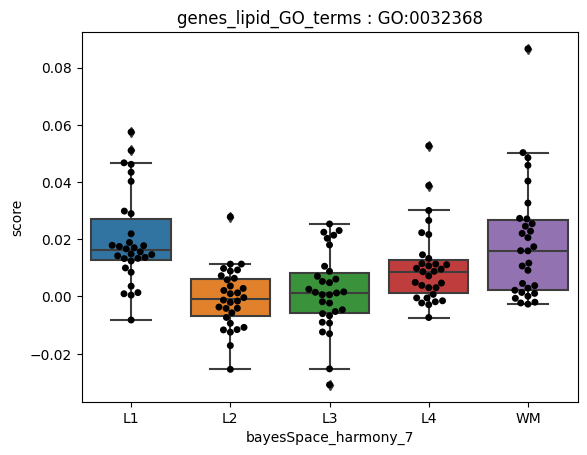 genes_lipid_GO_terms : GO:0032368
score
0.08
0.06
0.04
0.02
0.00
−0.02
L1 L2 L3 L4 WM
bayesSpace_harmony_7